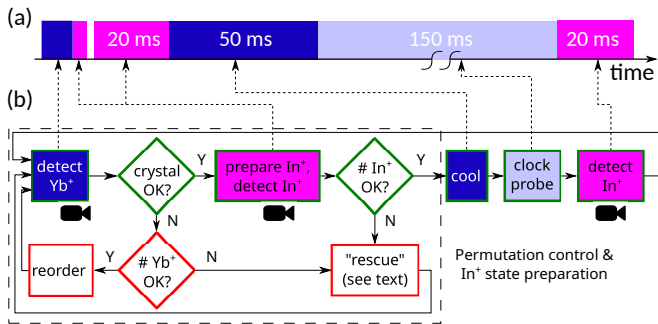 (a)
20 ms
50 ms
150 ms
20 ms
time
(b)
detect
Yb⁺
crystal
OK?
Y
prepare In⁺,
detect In⁺
# In⁺
OK?
Y
cool
clock
probe
detect
In⁺
N
N
reorder
Y
# Yb⁺
OK?
N
"rescue"
(see text)
Permutation control &
In⁺ state preparation